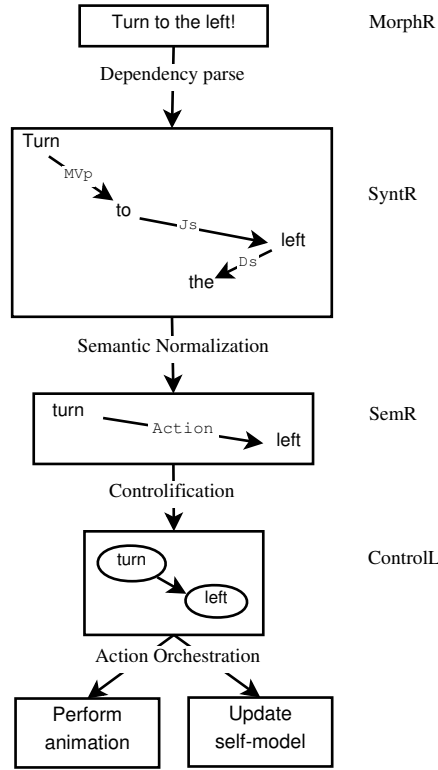 Turn to the left!
MorphR
Dependency parse
Turn
MVp
to
SyntR
Js
left
Ds
the
Semantic Normalization
turn
SemR
Action
left
Controlification
turn
ControlL
left
Action Orchestration
Perform
animation
Update
self-model